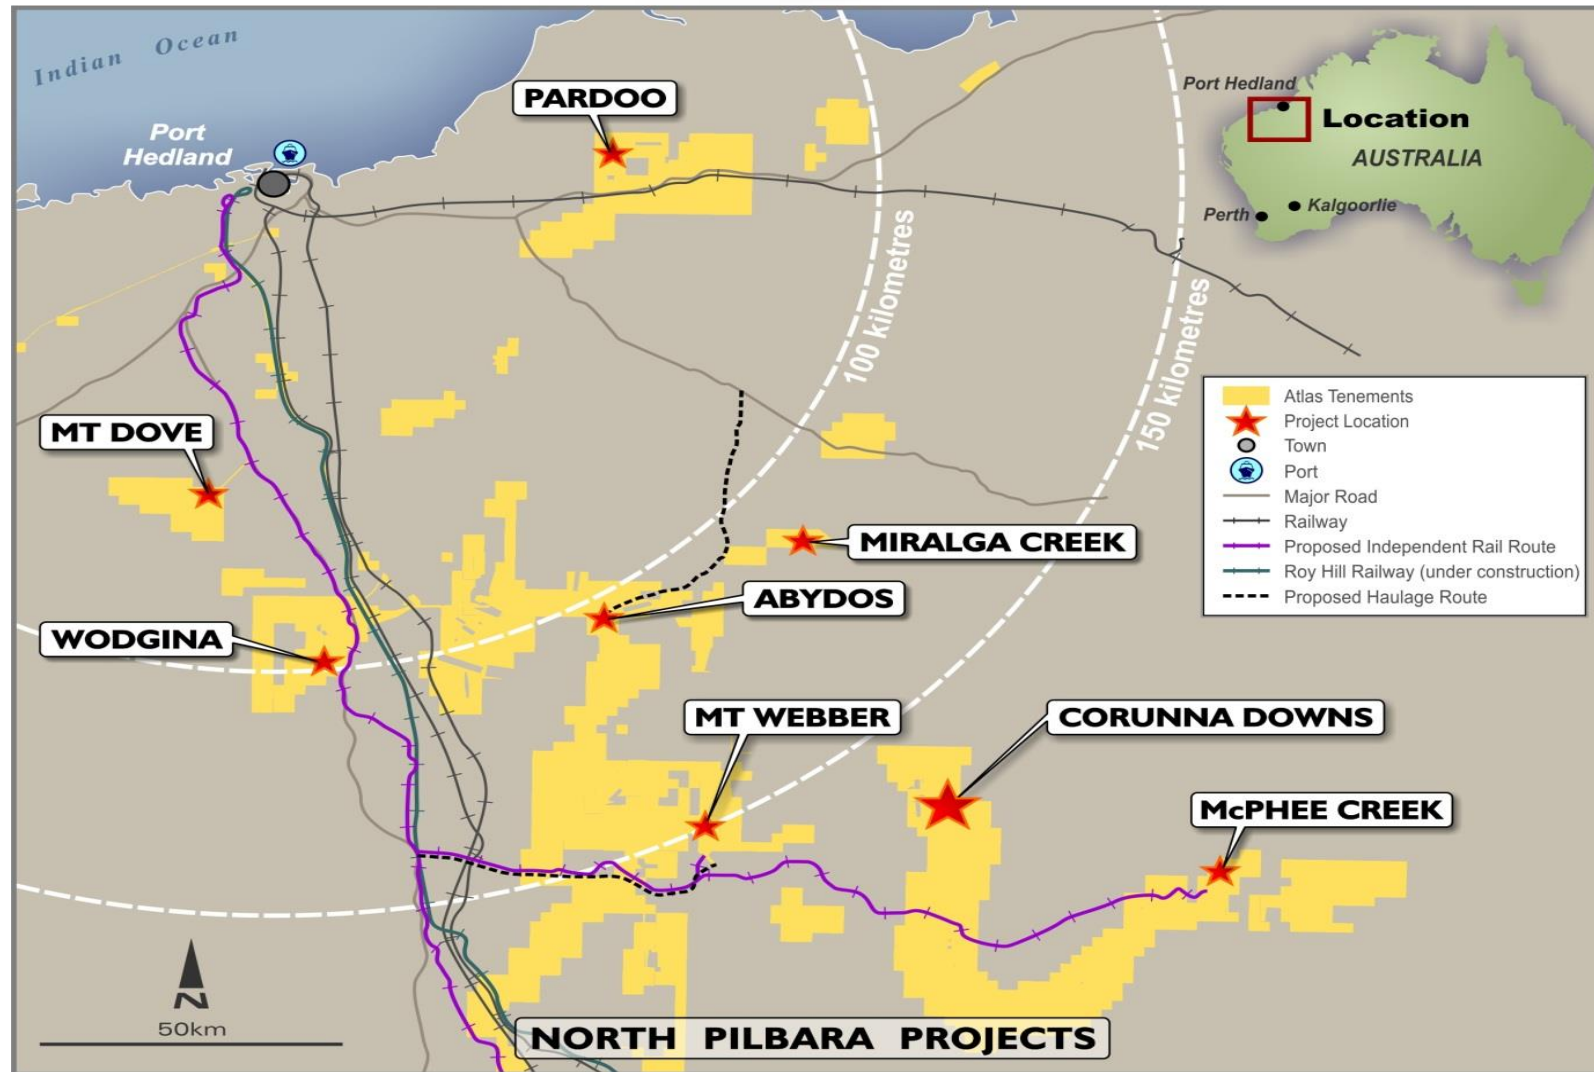 Indian Ocean
Port
Hedland
PARDOO
Port Hedland
Location
AUSTRALIA
Perth
Kalgoorlie
100 kilometres
150 kilometres
MT DOVE
MIRALGA CREEK
ABYDOS
WODGINA
MT WEBBER
CORUNNA DOWNS
McPHEE CREEK
Atlas Tenements
Project Location
Town
Port
Major Road
Railway
Proposed Independent Rail Route
Roy Hill Railway (under construction)
Proposed Haulage Route
N
50km
NORTH PILBARA PROJECTS